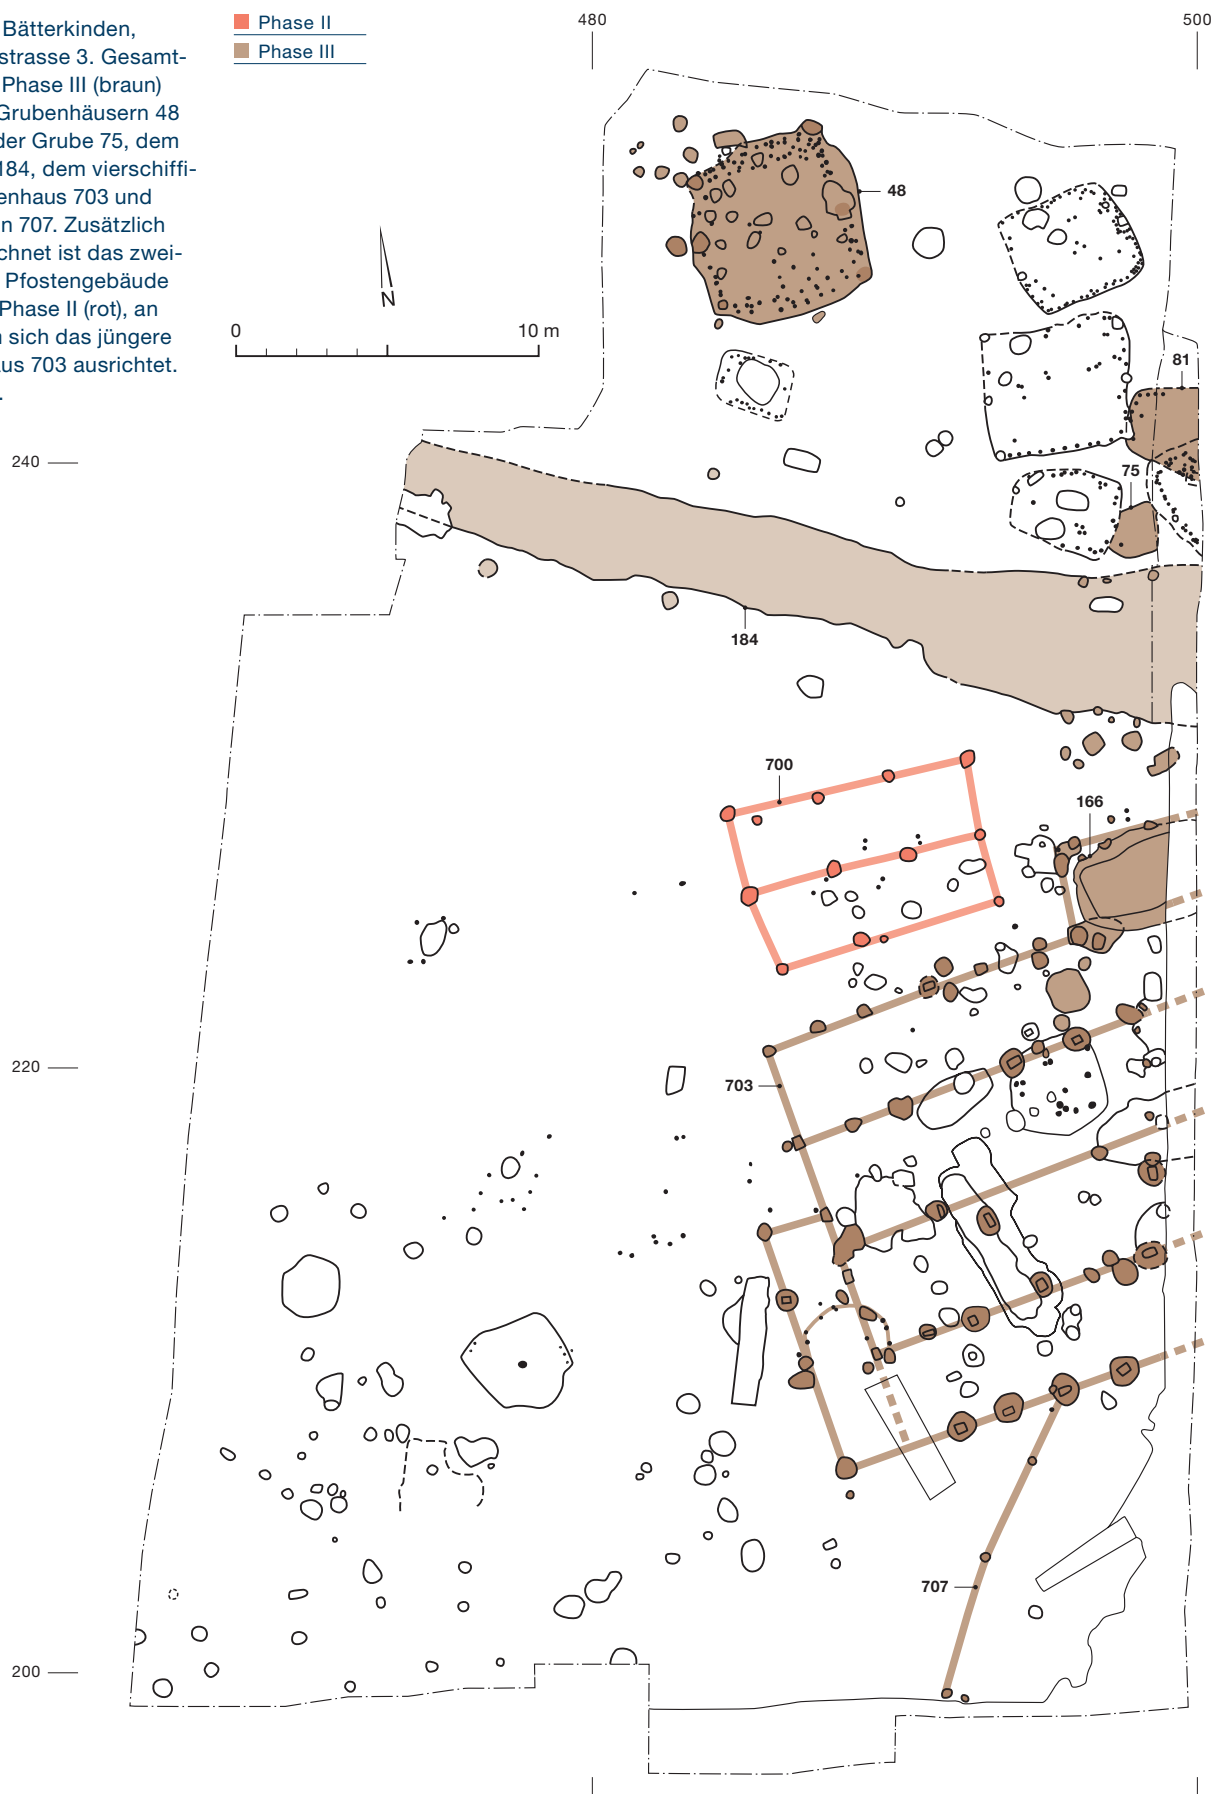 Bätterkinden,
strasse 3. Gesamt-
Phase III (braun)
Grubenhäusern 48
der Grube 75, dem
184, dem vierschiffi-
enhaus 703 und
n 707. Zusätzlich
chnet ist das zwei-
Pfostengebäude
Phase II (rot), an
sich das jüngere
aus 703 ausrichtet.
Phase II
Phase III
480
500
48
N
0
10 m
81
240
75
184
700
166
220
703
707
200